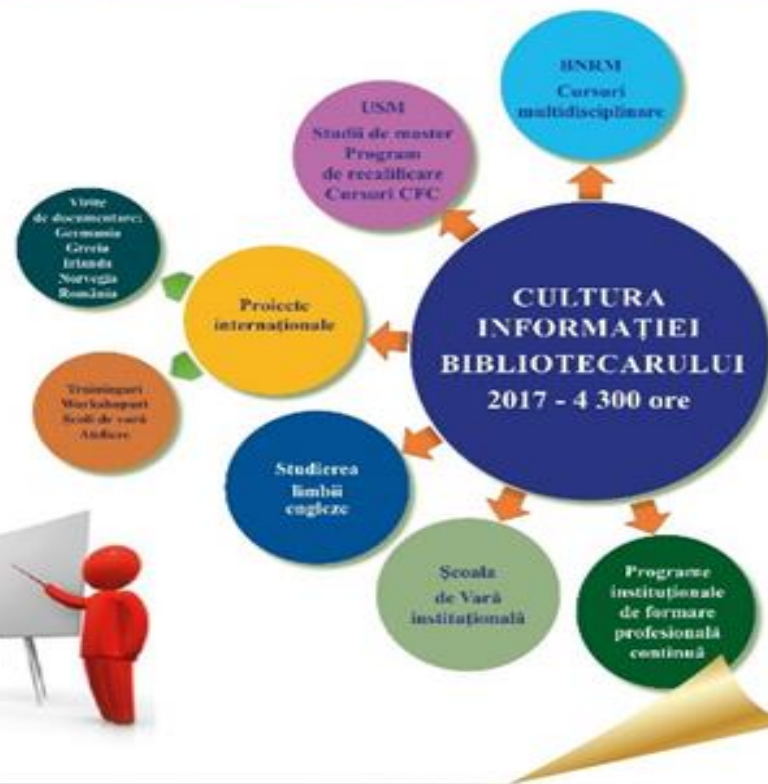 BNRM
Cursuri
multidisciplinare
USM
Studii de master
Program
de recalificare
Cursuri CFC
Vizite
de documentare:
Germania
Grecia
Irlanda
Norvegia
România
Proiecte
internaționale
CULTURA
INFORMAȚIEI
BIBLIOTECARULUI
2017 - 4 300 ore
Traininguri
Workshopuri
Școli de vară
Ateliere
Studierea
limbii
engleze
Școala
de Vară
instituțională
Programe
instituționale
de formare
profesională
continuă